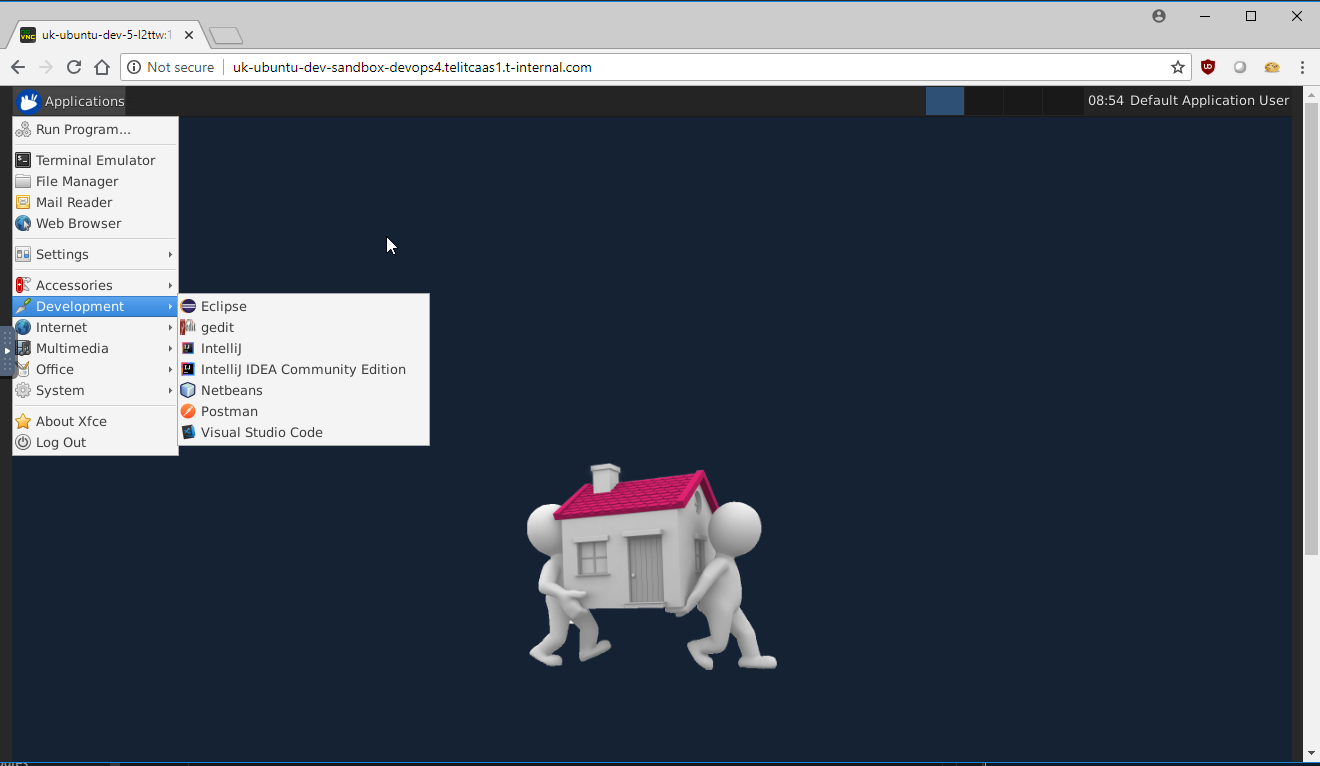 uk-ubuntu-dev-5-l2ttw:1
Not secure
uk-ubuntu-dev-sandbox-devops4.telitcaas1.t-internal.com
Applications
08:54 Default Application User
Run Program...
Terminal Emulator
File Manager
Mail Reader
Web Browser
Settings
Accessories
Development
Internet
Multimedia
Office
System
About Xfce
Log Out
Eclipse
gedit
IntelliJ
IntelliJ IDEA Community Edition
Netbeans
Postman
Visual Studio Code